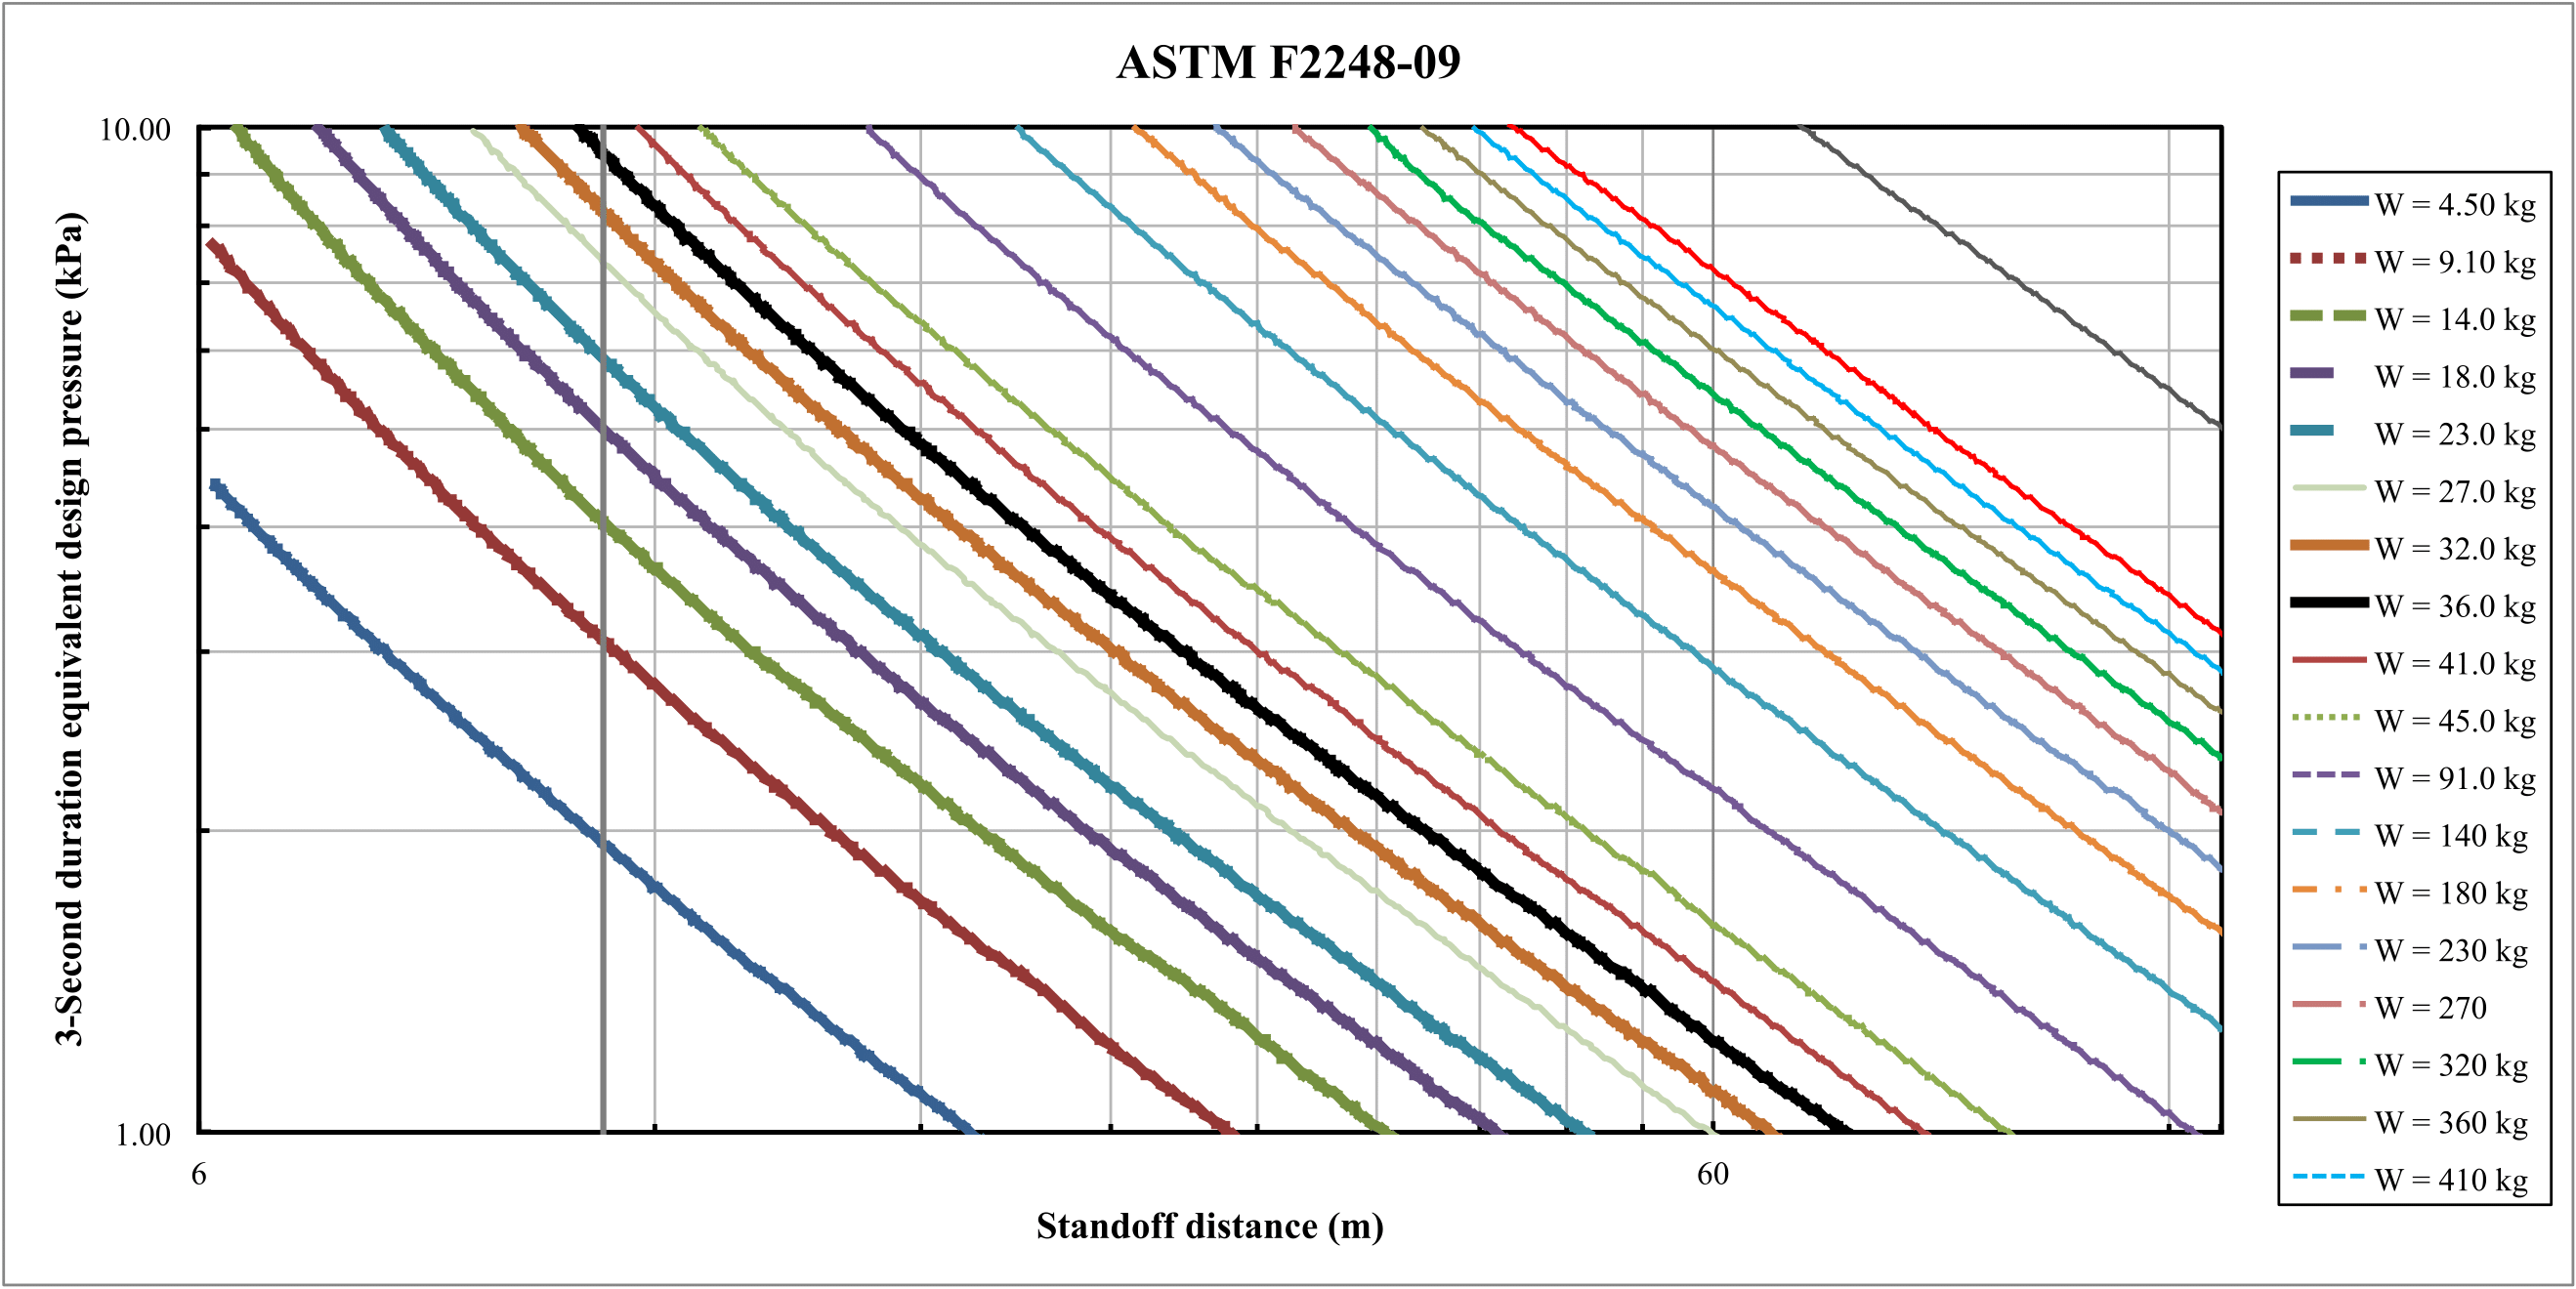 ASTM F2248-09
10.00
1.00
3-Second duration equivalent design pressure (kPa)
6
60
Standoff distance (m)
W = 4.50 kg
W = 9.10 kg
W = 14.0 kg
W = 18.0 kg
W = 23.0 kg
W = 27.0 kg
W = 32.0 kg
W = 36.0 kg
W = 41.0 kg
W = 45.0 kg
W = 91.0 kg
W = 140 kg
W = 180 kg
W = 230 kg
W = 270
W = 320 kg
W = 360 kg
W = 410 kg